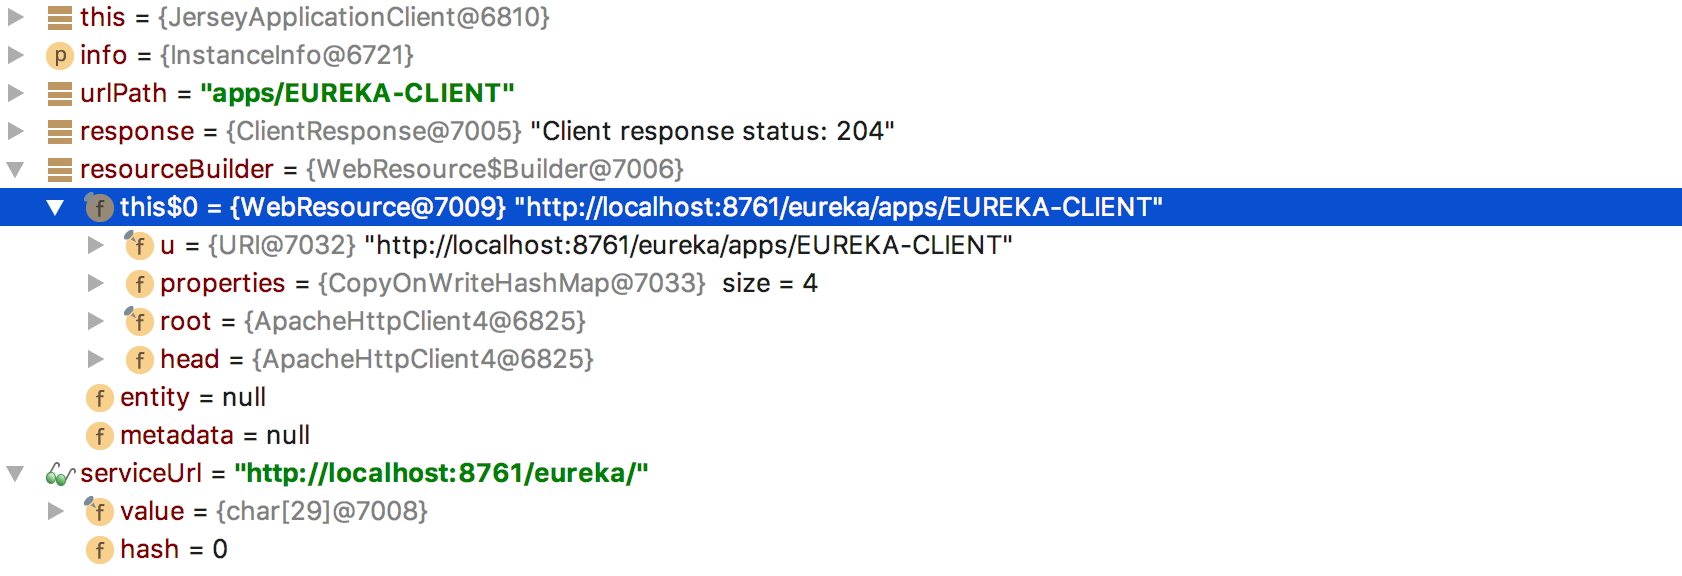 this = {JerseyApplicationClient@6810}
p info = {InstanceInfo@6721}
urlPath = "apps/EUREKA-CLIENT"
response = {ClientResponse@7005} "Client response status: 204"
resourceBuilder = {WebResource$Builder@7006}
f this$0 = {WebResource@7009} "http://localhost:8761/eureka/apps/EUREKA-CLIENT"
f u = {URI@7032} "http://localhost:8761/eureka/apps/EUREKA-CLIENT"
f properties = {CopyOnWriteHashMap@7033} size = 4
f root = {ApacheHttpClient4@6825}
f head = {ApacheHttpClient4@6825}
f entity = null
f metadata = null
serviceUrl = "http://localhost:8761/eureka/"
f value = {char[29]@7008}
f hash = 0